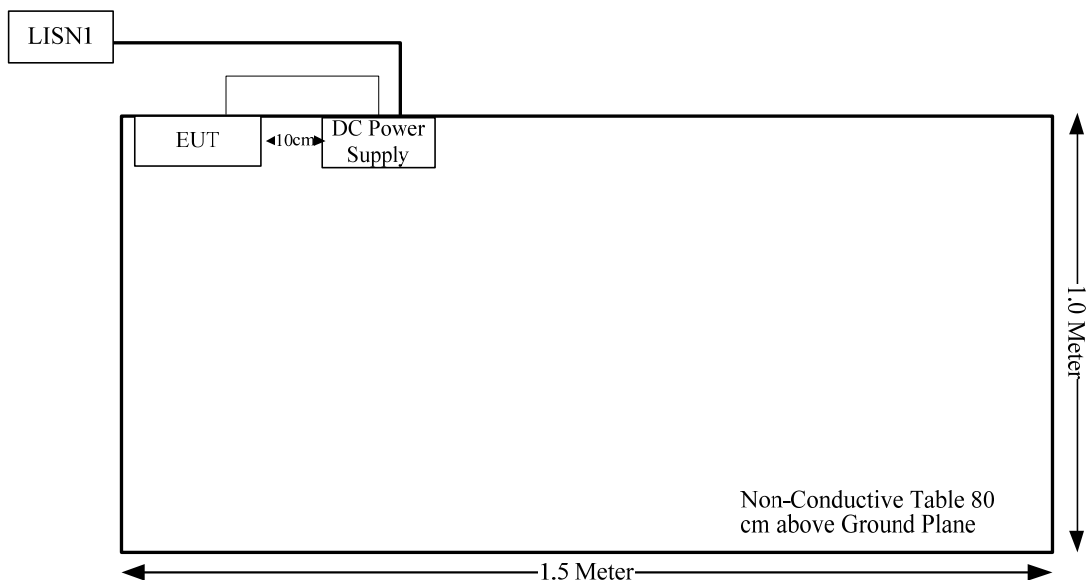 LISN1
EUT
10cm
DC Power
Supply
1.0 Meter
Non-Conductive Table 80
cm above Ground Plane
1.5 Meter